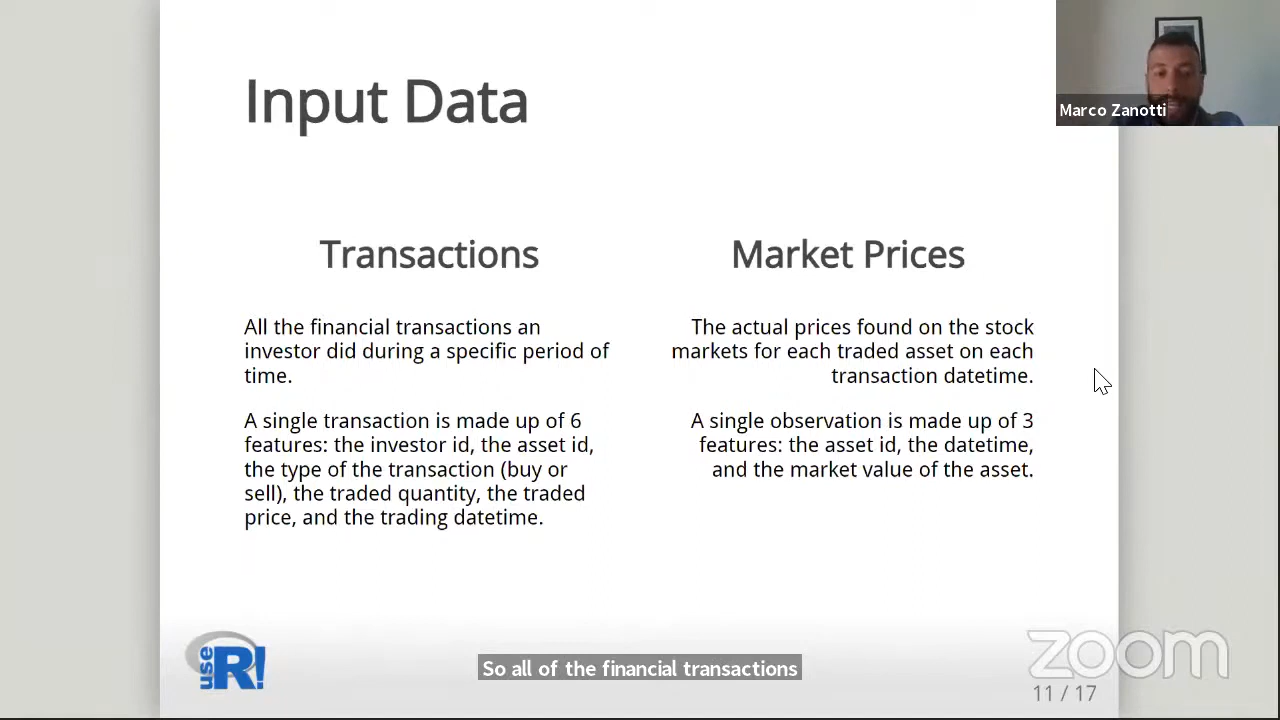 Input Data
Marco Zanotti
Transactions
All the financial transactions an
investor did during a specific period of
time.
A single transaction is made up of 6
features: the investor id, the asset id,
the type of the transaction (buy or
sell), the traded quantity, the traded
price, and the trading datetime.
Market Prices
The actual prices found on the stock
markets for each traded asset on each
transaction datetime.
A single observation is made up of 3
features: the asset id, the datetime,
and the market value of the asset.
use R!
So all of the financial transactions
zoom
11 / 17